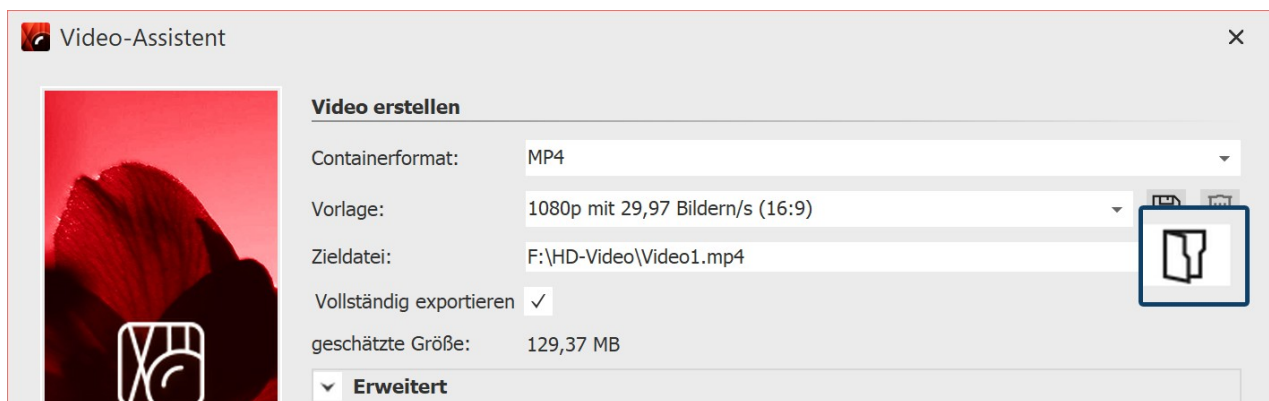 Video-Assistent
Video erstellen
Containerformat: MP4
Vorlage: 1080p mit 29,97 Bildern/s (16:9)
Zieldatei: F:\HD-Video\Video1.mp4
Vollständig exportieren
geschätzte Größe: 129,37 MB
Erweitert